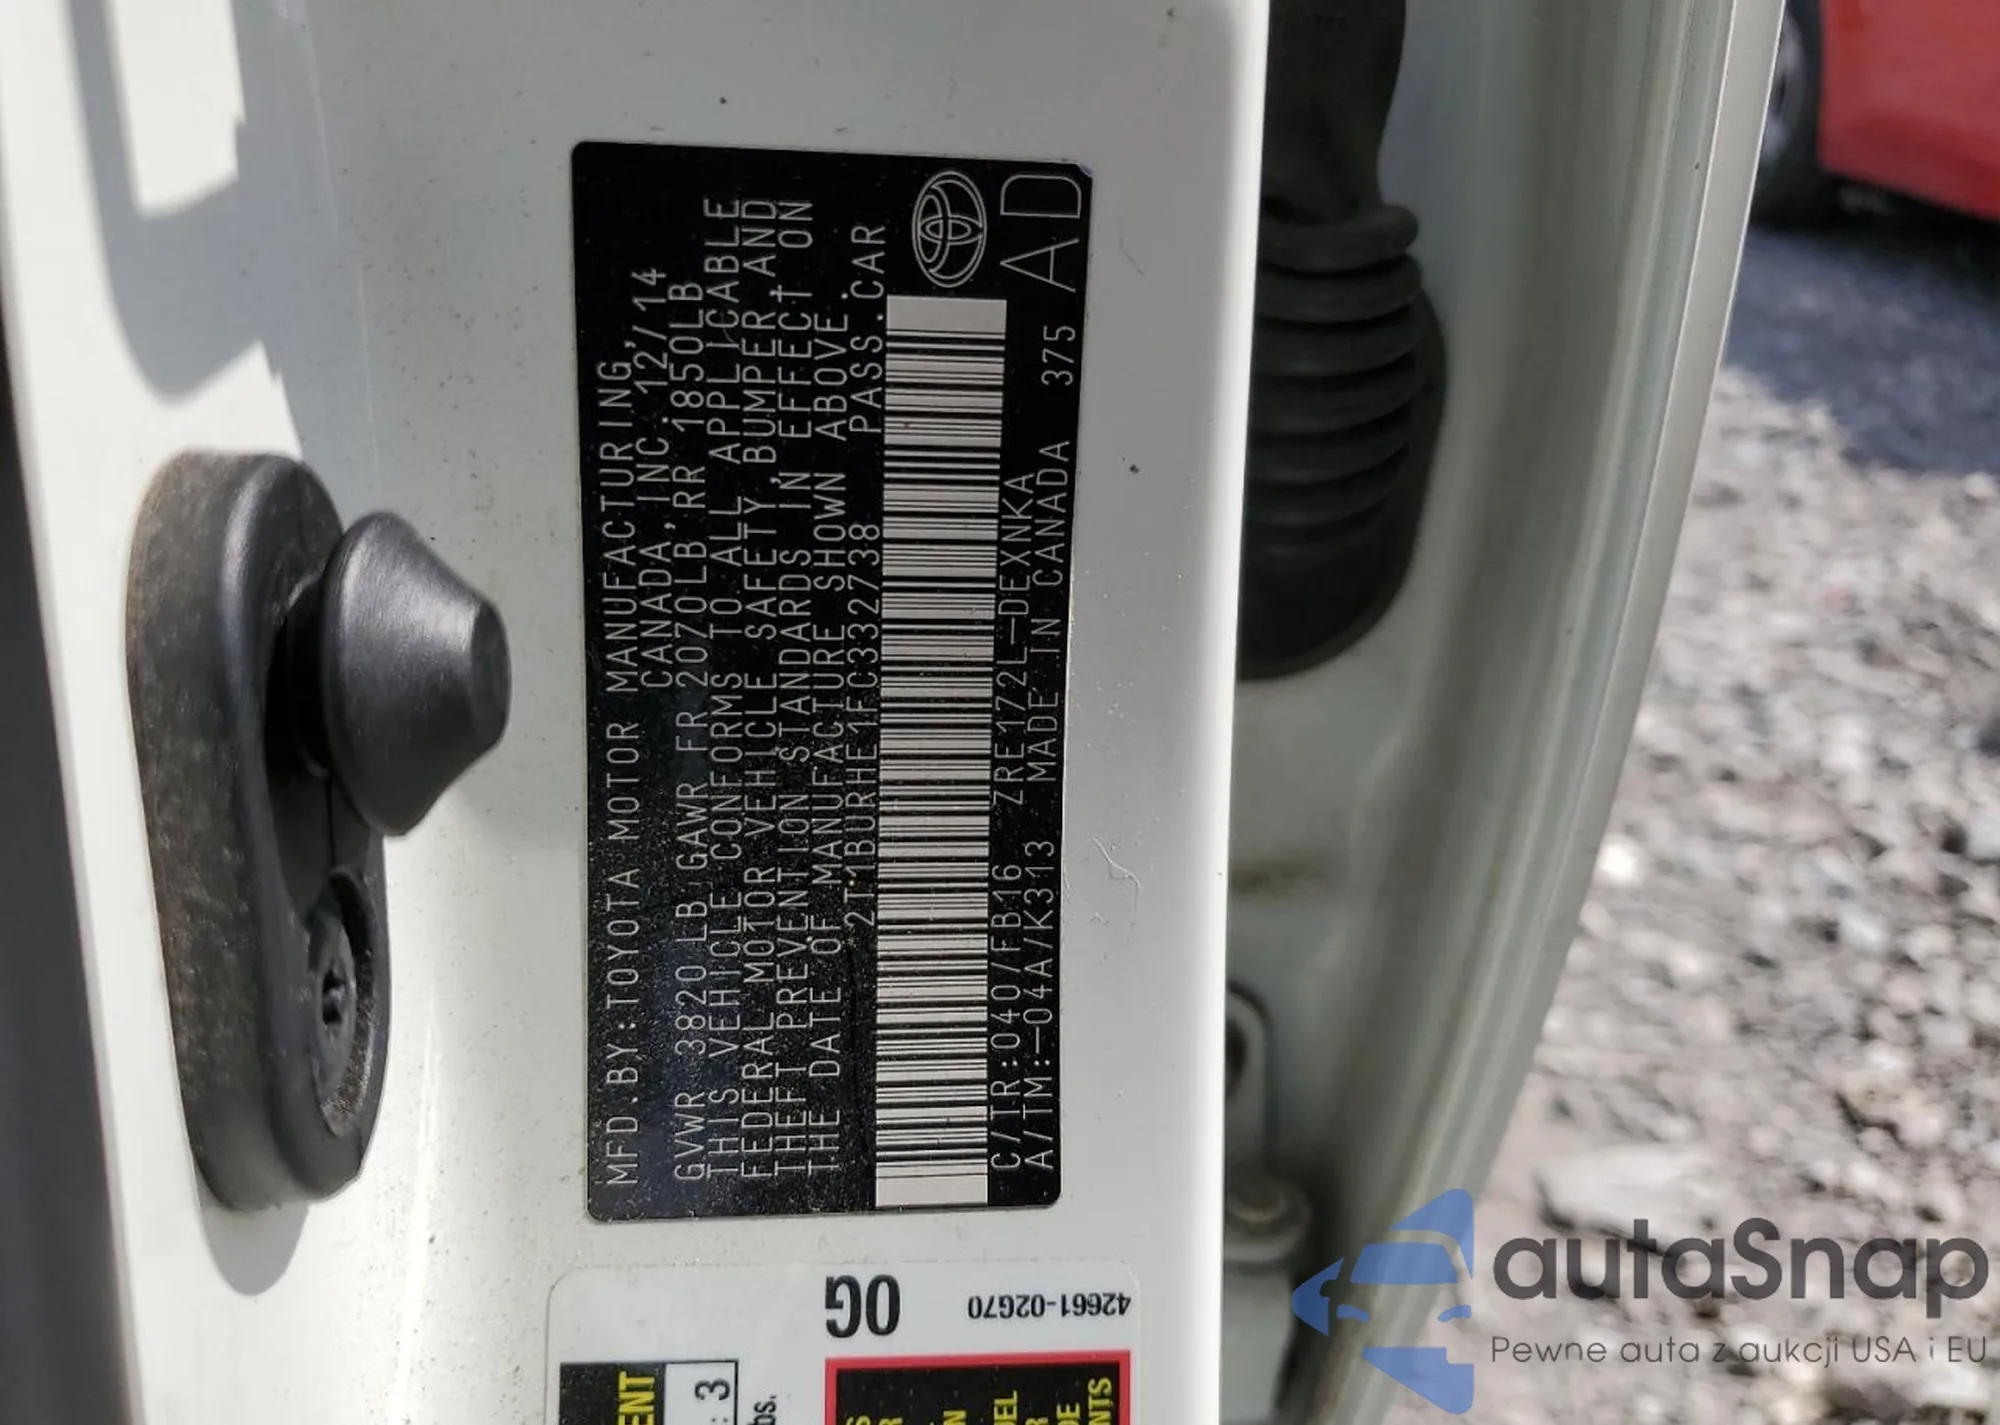 MFD.BY:TOYOTA MOTOR MANUFACTURING,
CANADA,INC.12/14
GVWR 3820 LB GAWR FR 2070LB RR 1850LB
THIS VEHICLE CONFORMS TO ALL APPLICABLE
FEDERAL MOTOR VEHICLE SAFETY,BUMPER,AND
THEFT PREVENTION STANDARDS IN EFFECT ON
THE DATE OF MANUFACTURE SHOWN ABOVE.
2T1BURHE1FC332738 PASS.CAR
C/TR:040/FB16 ZRE172L-DEXNKA
A/TM:-04A/K313 MADE IN CANADA 375 AD
0G
42661-02G70
3
autaSnap
Pewne auta z aukcji USA i EU